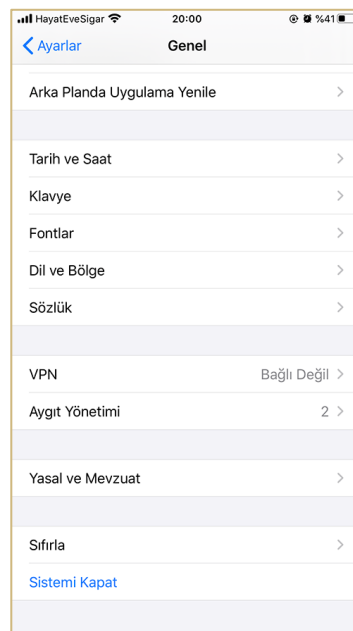 HayatEveSigar 20:00 %41
Ayarlar Genel
Arka Planda Uygulama Yenile
Tarih ve Saat
Klavye
Fontlar
Dil ve Bölge
Sözlük
VPN Bağlı Değil
Aygıt Yönetimi 2
Yasal ve Mevzuat
Sıfırla
Sistemi Kapat